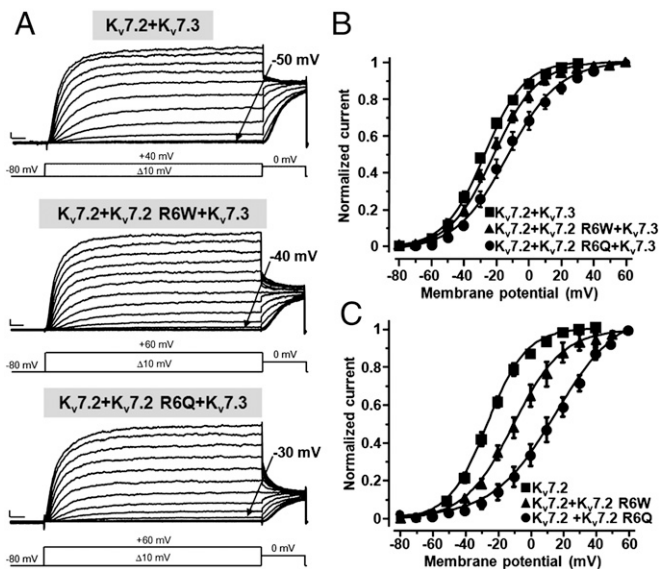 A
Kv7.2+Kv7.3
-50 mV
+40 mV
-80 mV
Δ10 mV
0 mV
Kv7.2+Kv7.2 R6W+Kv7.3
-40 mV
+60 mV
-80 mV
Δ10 mV
0 mV
Kv7.2+Kv7.2 R6Q+Kv7.3
-30 mV
+60 mV
-80 mV
Δ10 mV
0 mV
B
Normalized current
1
0.8
0.6
0.4
0.2
0
Kv7.2+Kv7.3
Kv7.2+Kv7.2 R6W+Kv7.3
Kv7.2+Kv7.2 R6Q+Kv7.3
-80 -60 -40 -20 0 20 40 60
Membrane potential (mV)
C
Normalized current
1
0.8
0.6
0.4
0.2
0
Kv7.2
Kv7.2+Kv7.2 R6W
Kv7.2 +Kv7.2 R6Q
-80 -60 -40 -20 0 20 40 60
Membrane potential (mV)